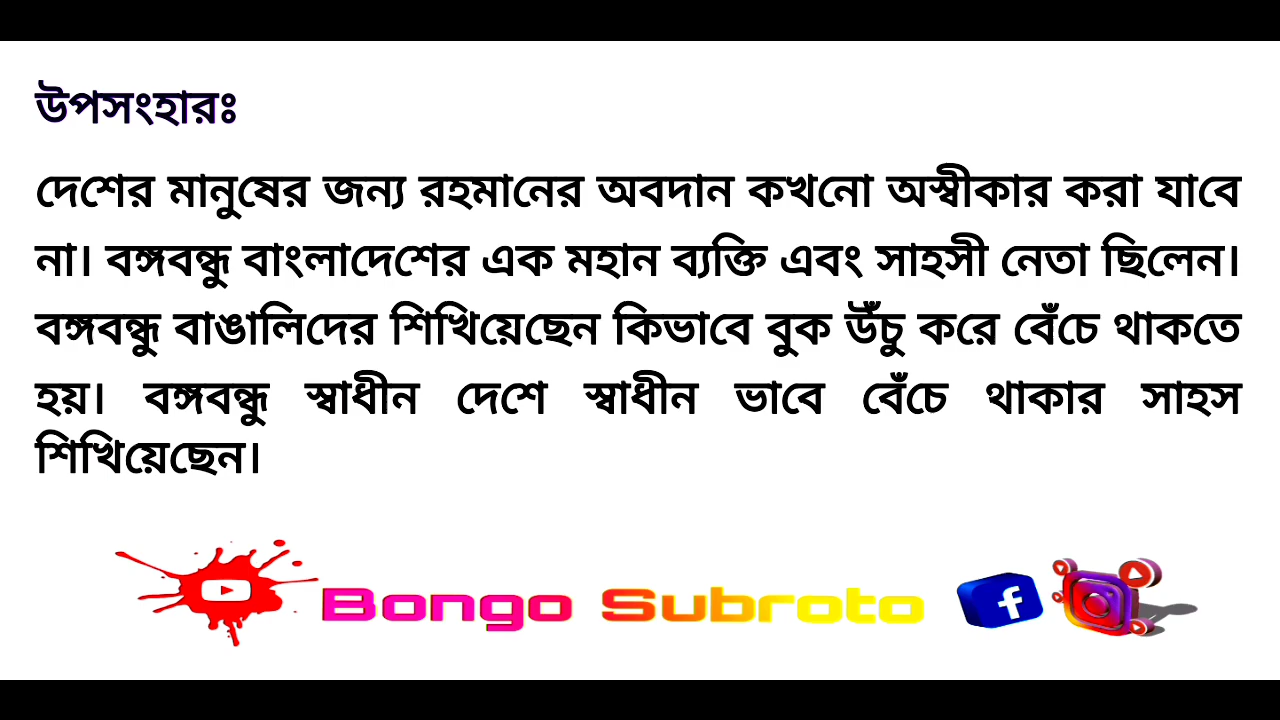 উপসংহারঃ
দেশের মানুষের জন্য রহমানের অবদান কখনো অস্বীকার করা যাবে
না। বঙ্গবন্ধু বাংলাদেশের এক মহান ব্যক্তি এবং সাহসী নেতা ছিলেন।
বঙ্গবন্ধু বাঙালিদের শিখিয়েছেন কিভাবে বুক উঁচু করে বেঁচে থাকতে
হয়। বঙ্গবন্ধু স্বাধীন দেশে স্বাধীন ভাবে বেঁচে থাকার সাহস
শিখিয়েছেন।
Bongo Subroto